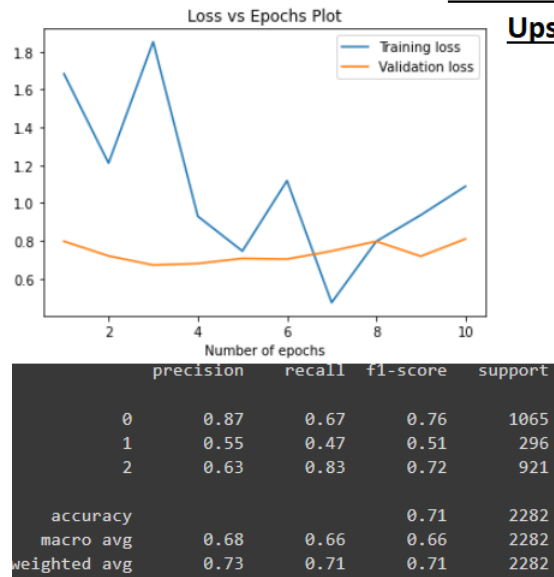 Loss vs Epochs Plot
Ups
Training loss
Validation loss
1.8
1.6
1.4
1.2
1.0
0.8
0.6
2 4 6 8 10
Number of epochs
precision recall f1-score support
0 0.87 0.67 0.76 1065
1 0.55 0.47 0.51 296
2 0.63 0.83 0.72 921
accuracy 0.71 2282
macro avg 0.68 0.66 0.66 2282
weighted avg 0.73 0.71 0.71 2282